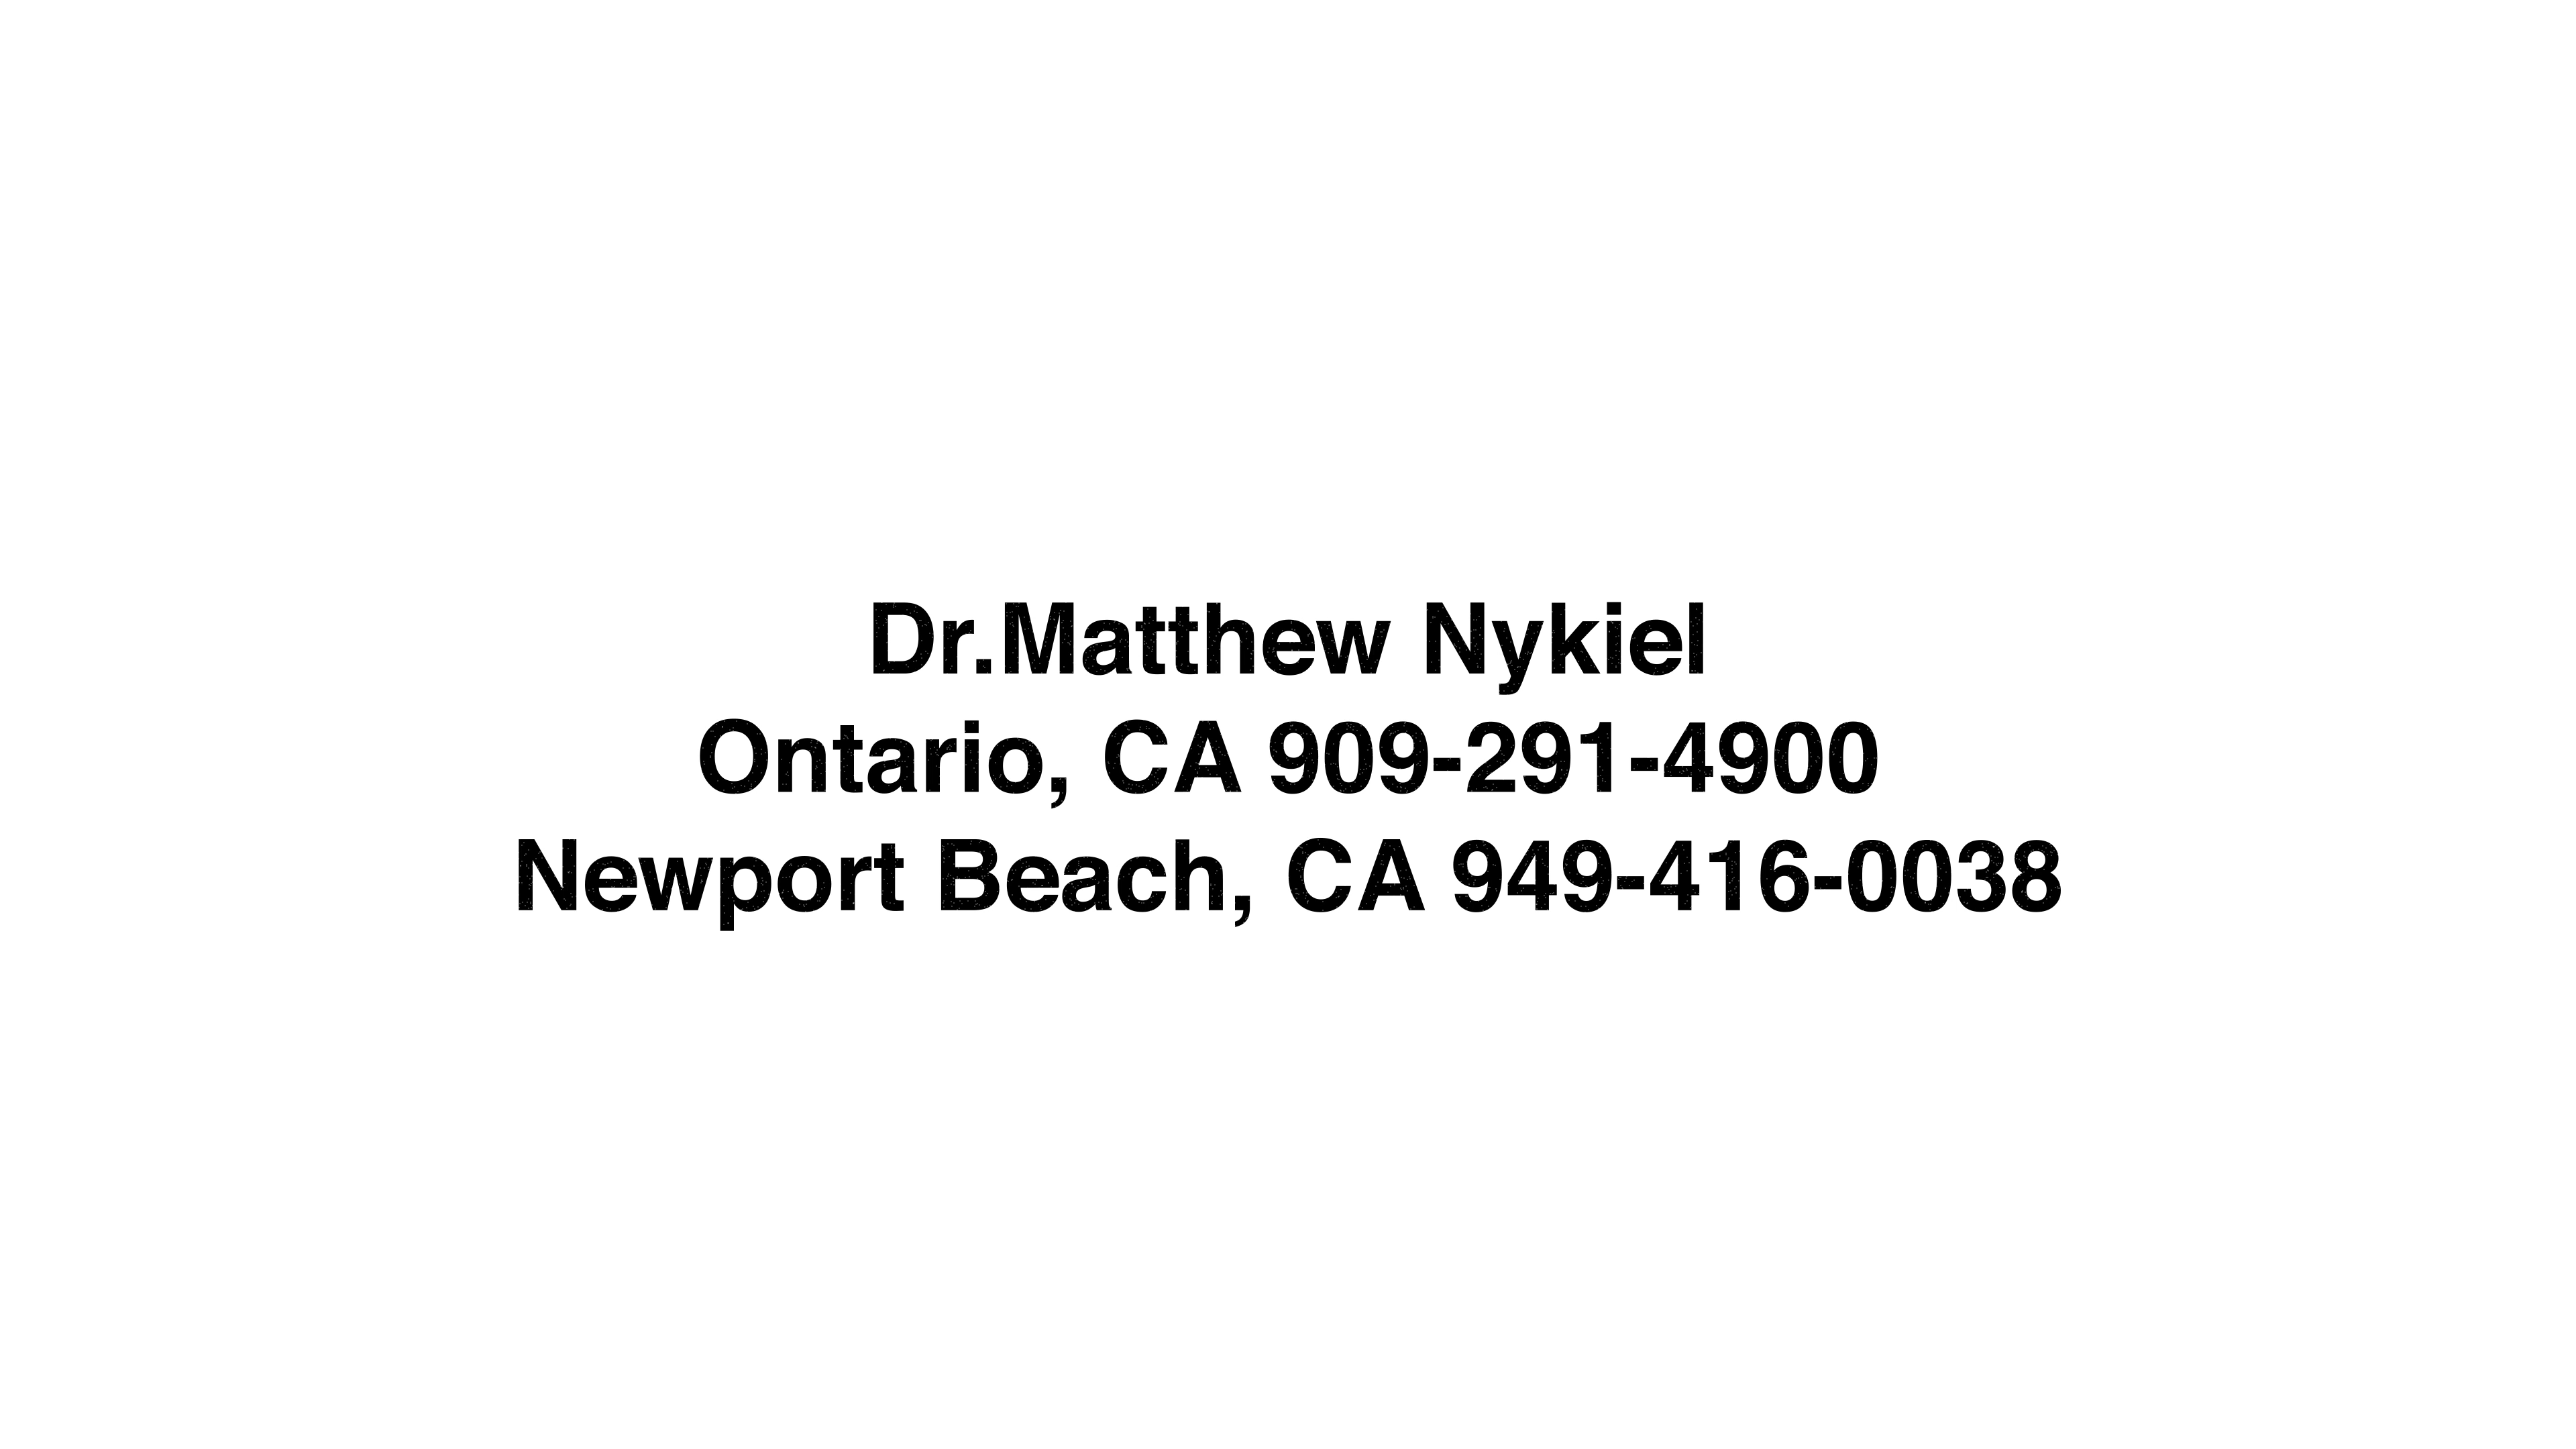 Dr.Matthew Nykiel
Ontario, CA 909-291-4900
Newport Beach, CA 949-416-0038